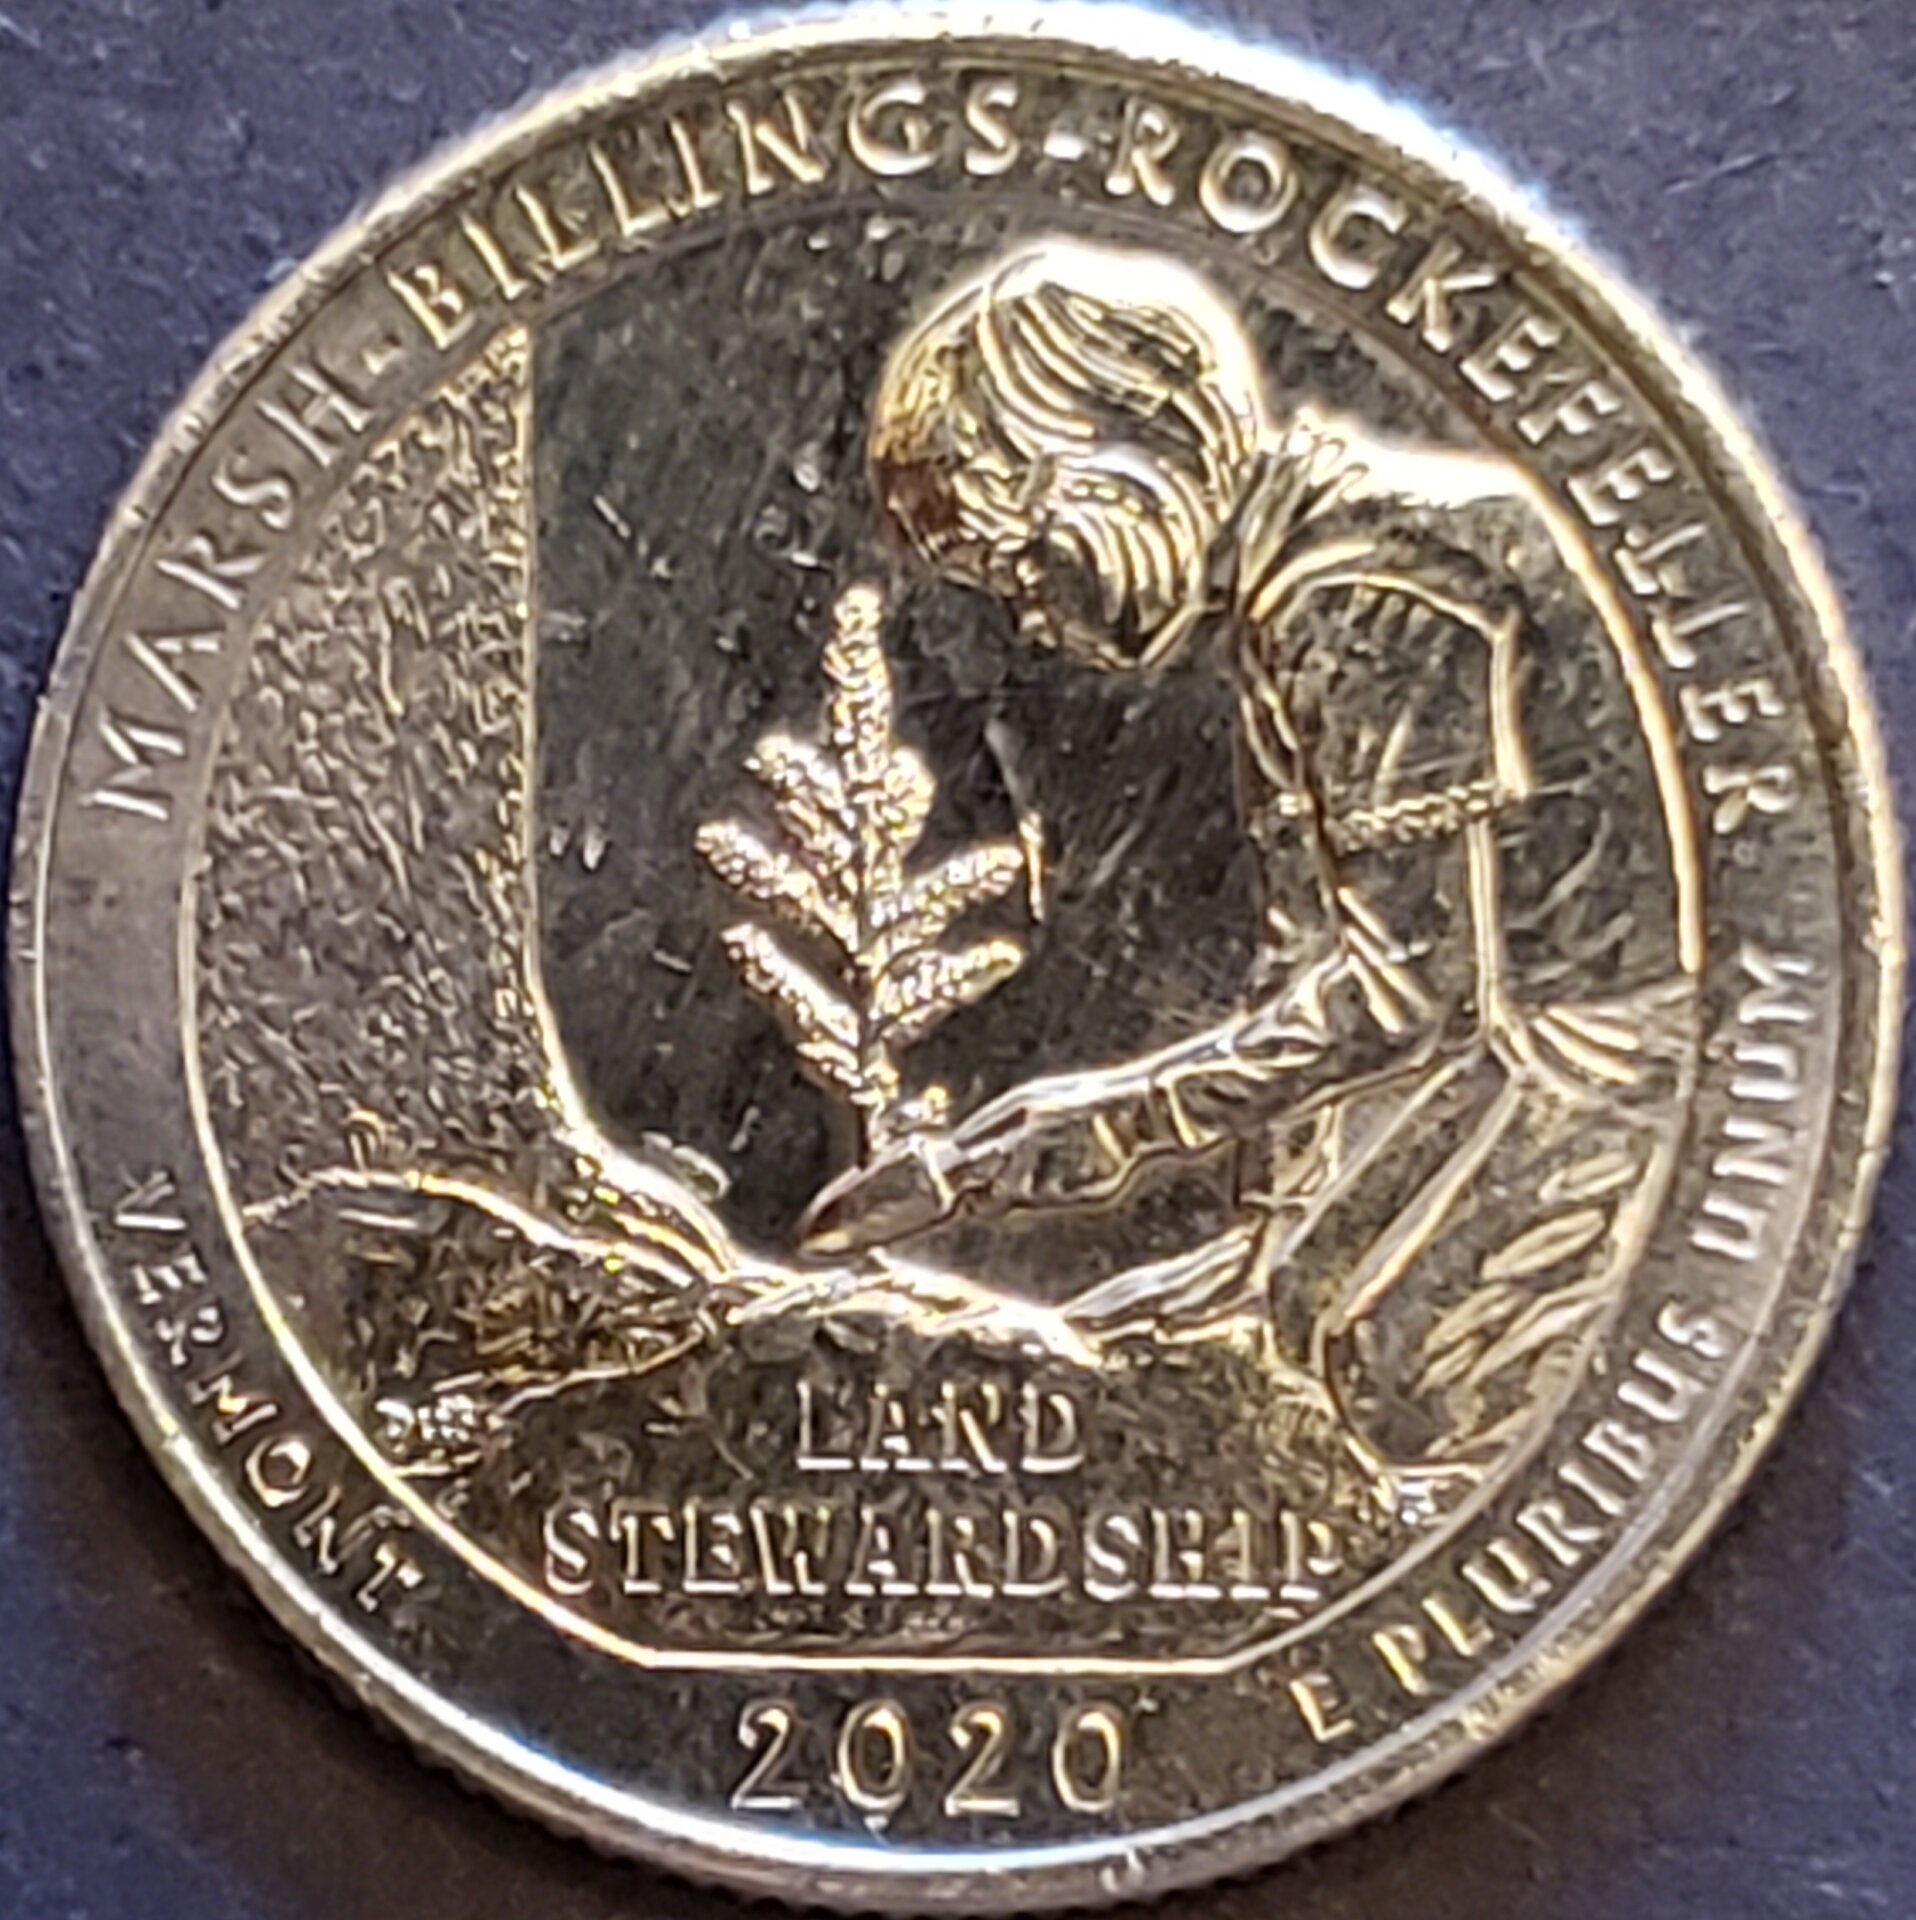 MARSH-BILLINGS-ROCKEFELLER
VERMONT
LAND
STEWARDSHIP
2020
E PLURIBUS UNUM